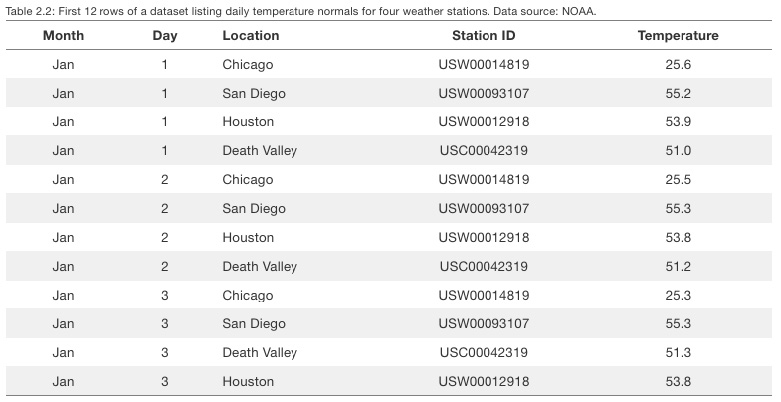 Table 2.2: First 12 rows of a dataset listing daily temperature normals for four weather stations. Data source: NOAA.
Month Day Location Station ID Temperature
Jan 1 Chicago USW00014819 25.6
Jan 1 San Diego USW00093107 55.2
Jan 1 Houston USW00012918 53.9
Jan 1 Death Valley USC00042319 51.0
Jan 2 Chicago USW00014819 25.5
Jan 2 San Diego USW00093107 55.3
Jan 2 Houston USW00012918 53.8
Jan 2 Death Valley USC00042319 51.2
Jan 3 Chicago USW00014819 25.3
Jan 3 San Diego USW00093107 55.3
Jan 3 Death Valley USC00042319 51.3
Jan 3 Houston USW00012918 53.8